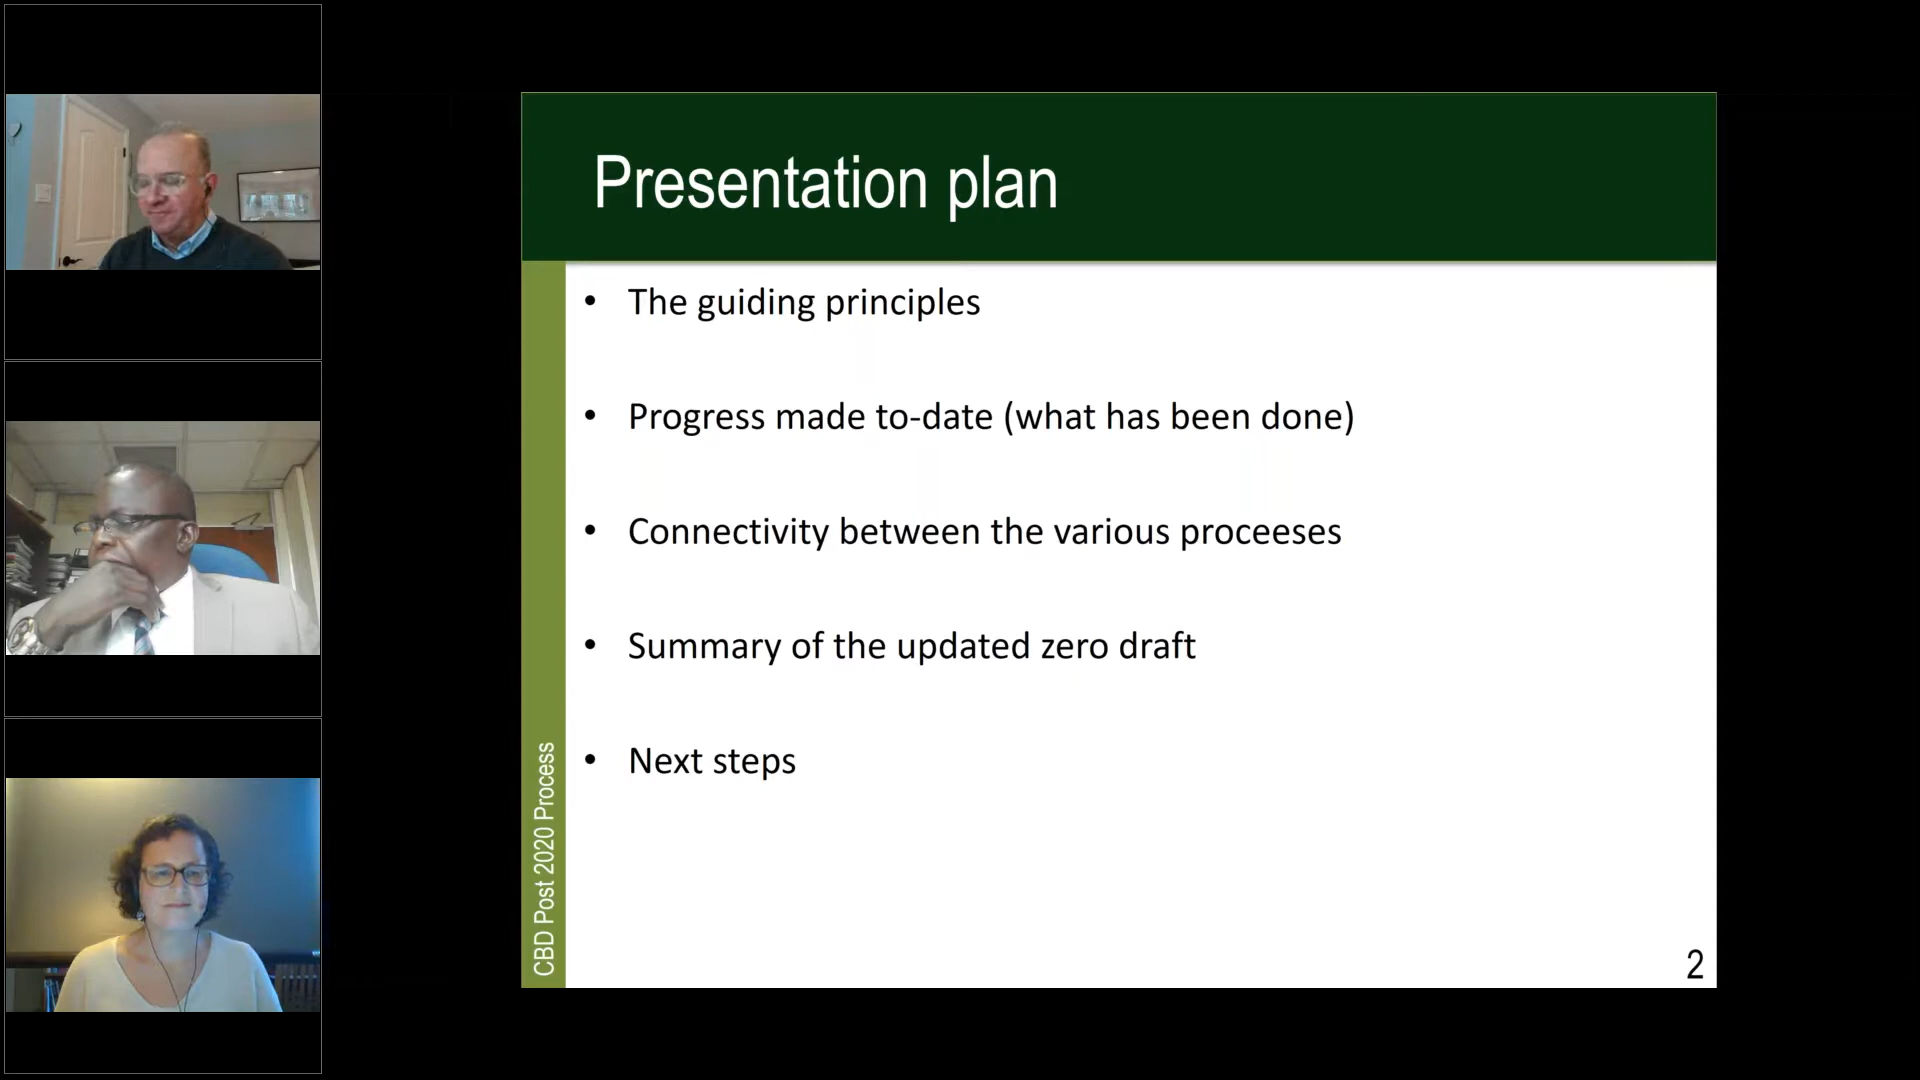 Presentation plan
• The guiding principles
• Progress made to-date (what has been done)
• Connectivity between the various proceeses
• Summary of the updated zero draft
• Next steps
CBD Post 2020 Process
2